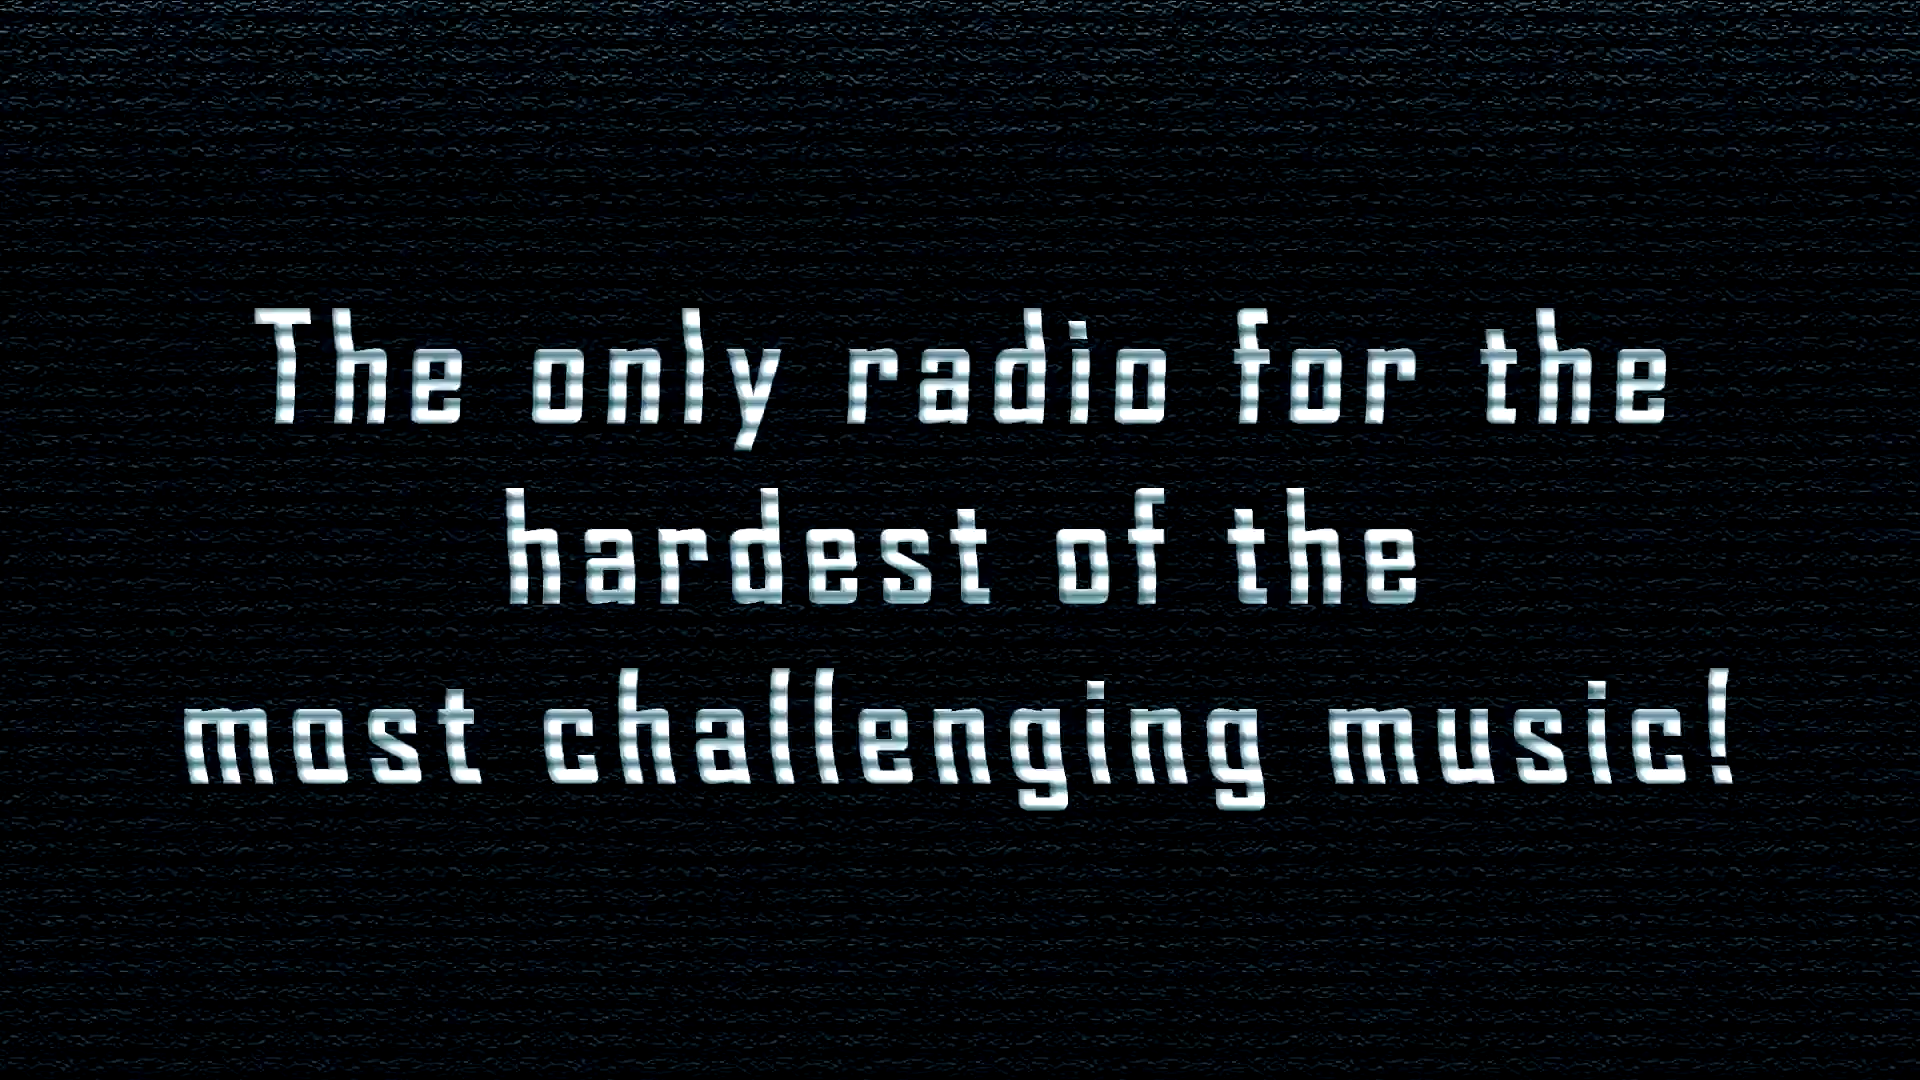 The only radio for the
hardest of the
most challenging music!